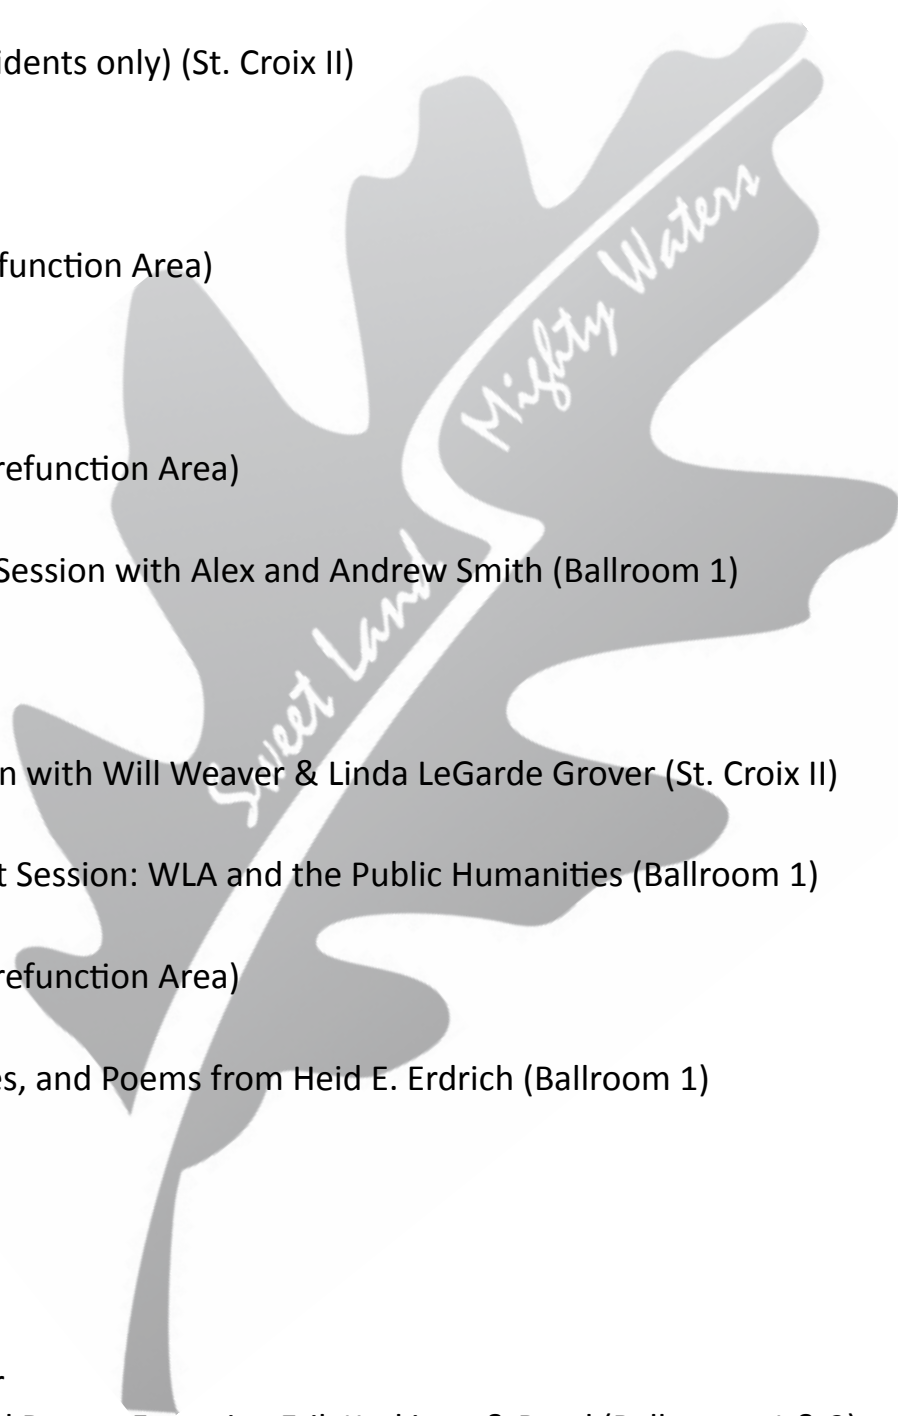 idents only) (St. Croix II)
function Area)
Mighty Waters
refunction Area)
Session with Alex and Andrew Smith (Ballroom 1)
Sweet Land
n with Will Weaver & Linda LeGarde Grover (St. Croix II)
t Session: WLA and the Public Humanities (Ballroom 1)
refunction Area)
es, and Poems from Heid E. Erdrich (Ballroom 1)